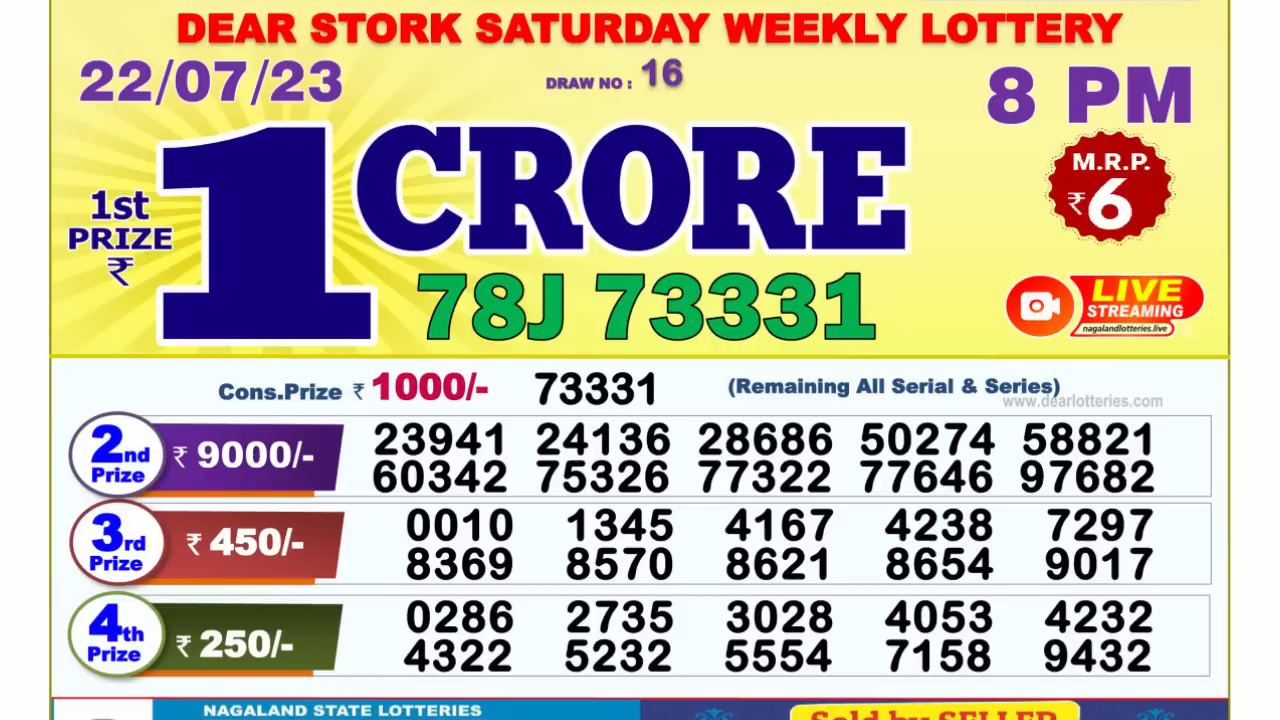 DEAR STORK SATURDAY WEEKLY LOTTERY
22/07/23 DRAW NO : 16 8 PM
1st PRIZE ₹ 1 CRORE
M.R.P. ₹6
78J 73331
LIVE
STREAMING
nagalandlotteries.live
Cons.Prize ₹ 1000/- 73331 (Remaining All Serial & Series)
www.dearlotteries.com
2nd Prize ₹ 9000/-
23941 24136 28686 50274 58821
60342 75326 77322 77646 97682
3rd Prize ₹ 450/-
0010 1345 4167 4238 7297
8369 8570 8621 8654 9017
4th Prize ₹ 250/-
0286 2735 3028 4053 4232
4322 5232 5554 7158 9432
NAGALAND STATE LOTTERIES
Sold by SELLER